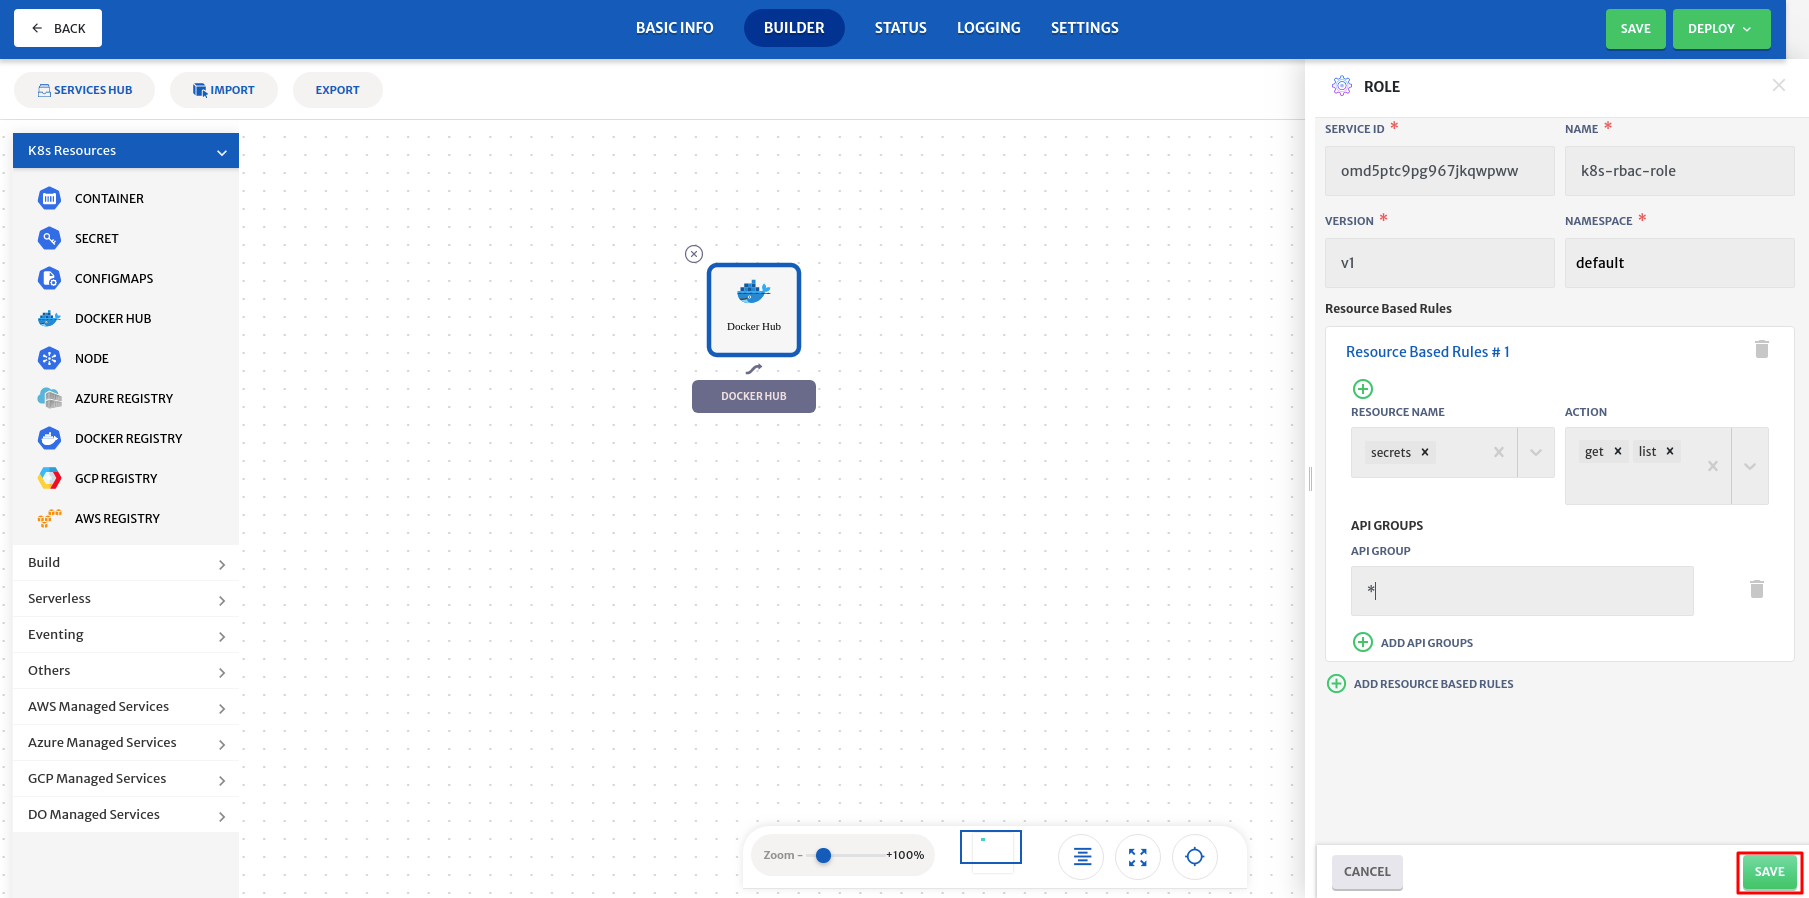 BACK
BASIC INFO
BUILDER
STATUS
LOGGING
SETTINGS
SAVE
DEPLOY
SERVICES HUB
IMPORT
EXPORT
K8s Resources
CONTAINER
SECRET
CONFIGMAPS
DOCKER HUB
NODE
AZURE REGISTRY
DOCKER REGISTRY
GCP REGISTRY
AWS REGISTRY
Build
Serverless
Eventing
Others
AWS Managed Services
Azure Managed Services
GCP Managed Services
DO Managed Services
Docker Hub
DOCKER HUB
Zoom - +100%
ROLE
SERVICE ID * NAME *
omd5ptc9pg967jkqwpww k8s-rbac-role
VERSION * NAMESPACE *
v1 default
Resource Based Rules
Resource Based Rules # 1
RESOURCE NAME ACTION
secrets get list
API GROUPS
API GROUP
*
ADD API GROUPS
ADD RESOURCE BASED RULES
CANCEL SAVE